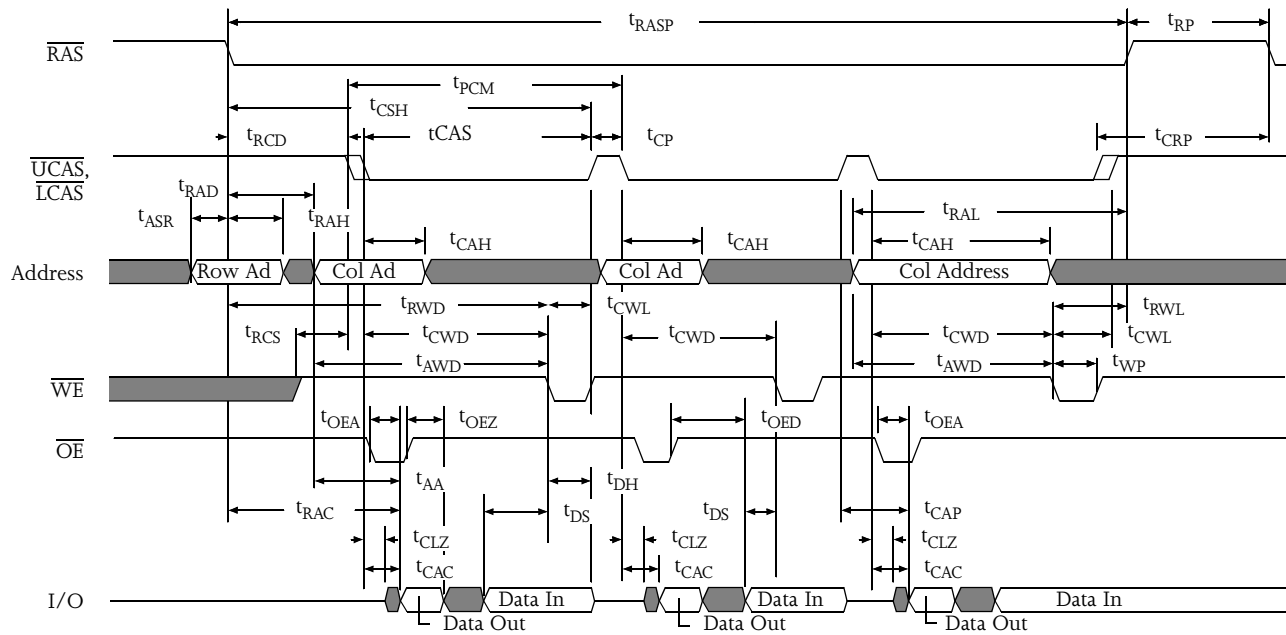 tRASP tRP
RAS
tPCM
tCSH
tRCD tCAS tCP tCRP
UCAS,
LCAS
tRAD
tASR tRAH tRAL
tCAH tCAH tCAH
Address Row Ad Col Ad Col Ad Col Address
tRWD tCWL tRWL
tRCS tCWD tCWD tCWD tCWL
tAWD tAWD tWP
WE
tOEA tOEZ tOED tOEA
OE
tAA tDH
tRAC tDS tDS tCAP
tCLZ tCLZ tCLZ
tCAC tCAC tCAC
I/O Data In Data In Data In
Data Out Data Out Data Out